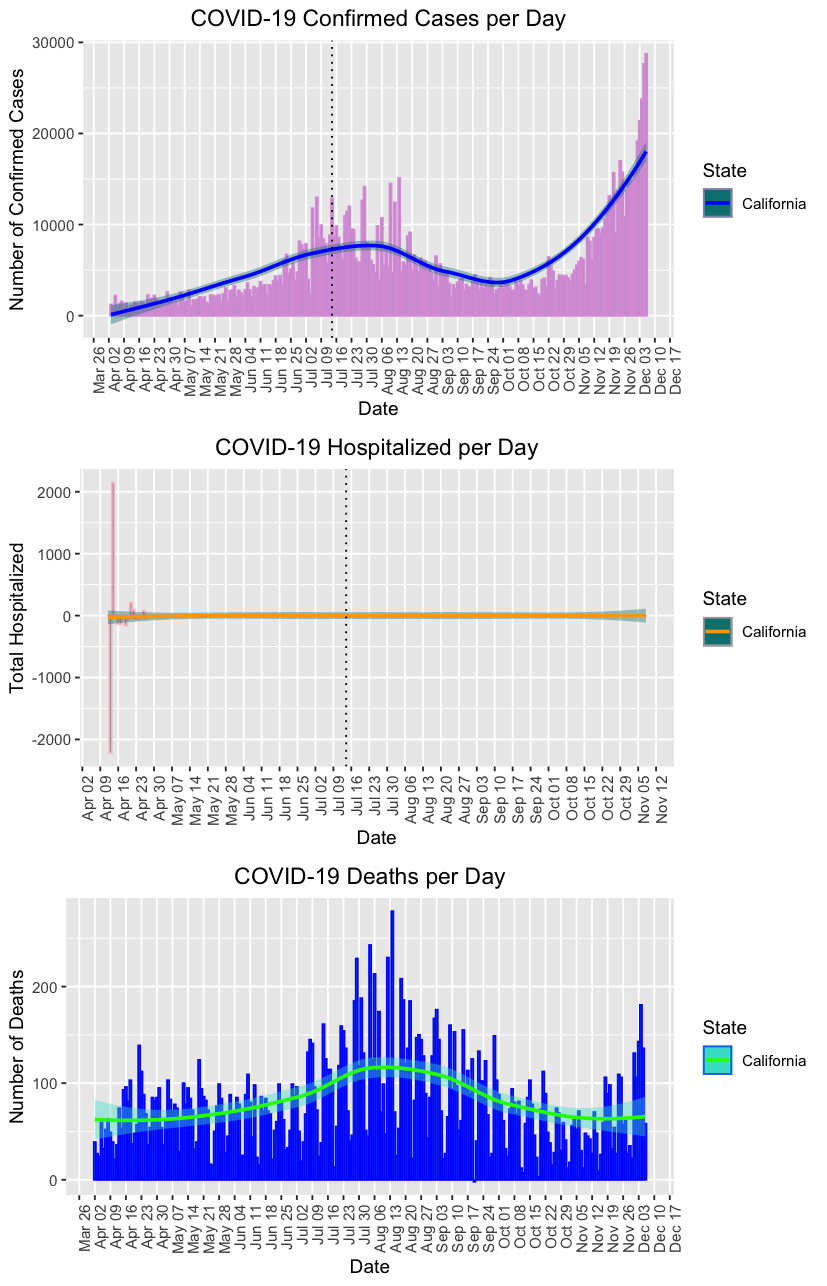 COVID-19 Confirmed Cases per Day
Number of Confirmed Cases
30000
20000
10000
0
Mar 26
Apr 02
Apr 09
Apr 16
Apr 23
Apr 30
May 07
May 14
May 21
May 28
Jun 04
Jun 11
Jun 18
Jun 25
Jul 02
Jul 09
Jul 16
Jul 23
Jul 30
Aug 06
Aug 13
Aug 20
Aug 27
Sep 03
Sep 10
Sep 17
Sep 24
Oct 01
Oct 08
Oct 15
Oct 22
Oct 29
Nov 05
Nov 12
Nov 19
Nov 26
Dec 03
Dec 10
Dec 17
Date
State
California
COVID-19 Hospitalized per Day
Total Hospitalized
2000
1000
0
-1000
-2000
Apr 02
Apr 09
Apr 16
Apr 23
Apr 30
May 07
May 14
May 21
May 28
Jun 04
Jun 11
Jun 18
Jun 25
Jul 02
Jul 09
Jul 16
Jul 23
Jul 30
Aug 06
Aug 13
Aug 20
Aug 27
Sep 03
Sep 10
Sep 17
Sep 24
Oct 01
Oct 08
Oct 15
Oct 22
Oct 29
Nov 05
Nov 12
Date
State
California
COVID-19 Deaths per Day
Number of Deaths
200
100
0
Mar 26
Apr 02
Apr 09
Apr 16
Apr 23
Apr 30
May 07
May 14
May 21
May 28
Jun 04
Jun 11
Jun 18
Jun 25
Jul 02
Jul 09
Jul 16
Jul 23
Jul 30
Aug 06
Aug 13
Aug 20
Aug 27
Sep 03
Sep 10
Sep 17
Sep 24
Oct 01
Oct 08
Oct 15
Oct 22
Oct 29
Nov 05
Nov 12
Nov 19
Nov 26
Dec 03
Dec 10
Dec 17
Date
State
California